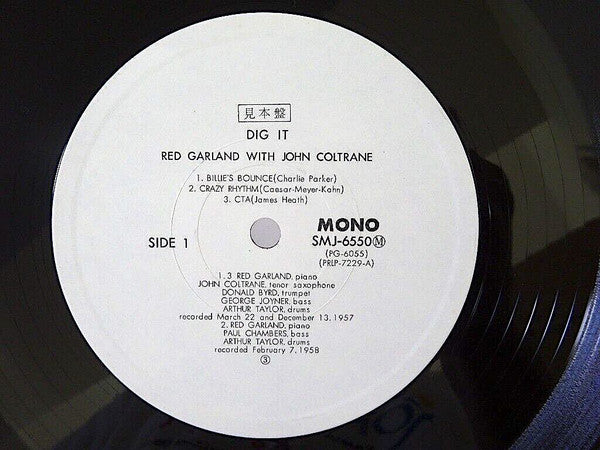 見本盤
DIG IT
RED GARLAND WITH JOHN COLTRANE
1. BILLIE'S BOUNCE(Charlie Parker)
2. CRAZY RHYTHM(Caesar-Meyer-Kahn)
3. CTA(James Heath)
MONO
SIDE 1
SMJ-6550Ⓜ
(PG-6055)
(PRLP-7229-A)
1.3 RED GARLAND, piano
JOHN COLTRANE, tenor saxophone
DONALD BYRD, trumpet
GEORGE JOYNER, bass
ARTHUR TAYLOR, drums
recorded March 22 and December 13. 1957
2. RED GARLAND, piano
PAUL CHAMBERS, bass
ARTHUR TAYLOR, drums
recorded February 7. 1958
③